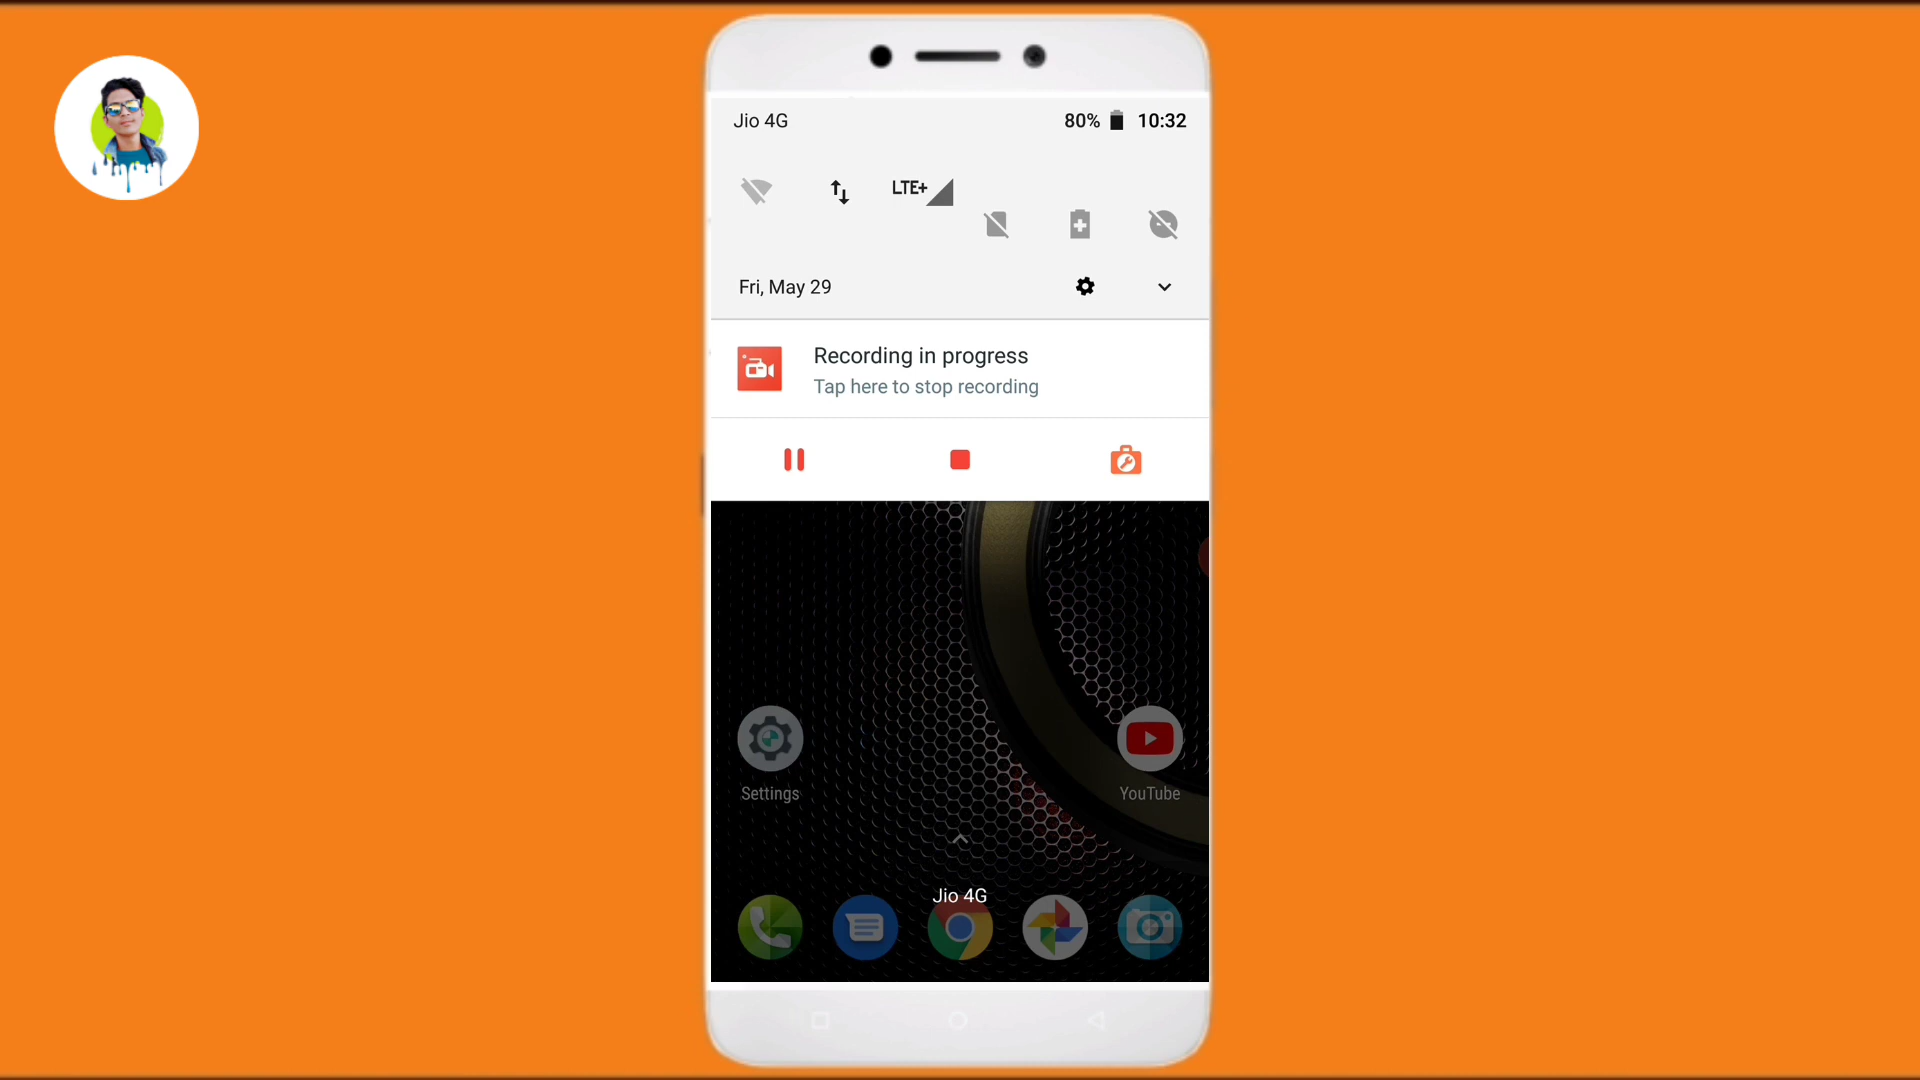 Jio 4G
80% 10:32
LTE+
Fri, May 29
Recording in progress
Tap here to stop recording
Settings
YouTube
Jio 4G